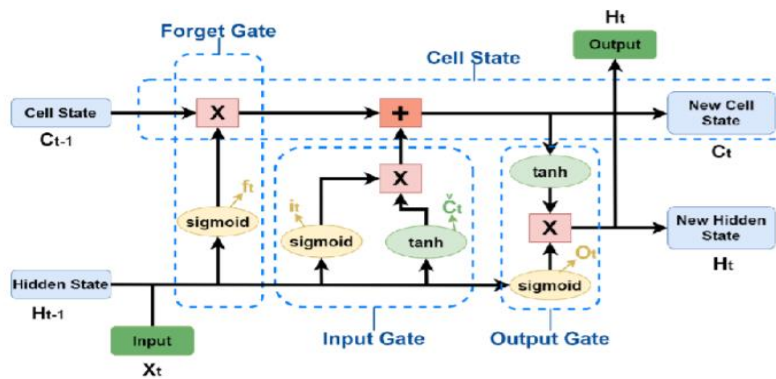 Forget Gate
Hₜ
Output
Cell State
Cell State
Cₜ₋₁
X
+
New Cell
State
Cₜ
tanh
X
fₜ
iₜ
Čₜ
sigmoid
sigmoid
tanh
X
New Hidden
State
Hₜ
Oₜ
Hidden State
Hₜ₋₁
sigmoid
Input
Xₜ
Input Gate
Output Gate